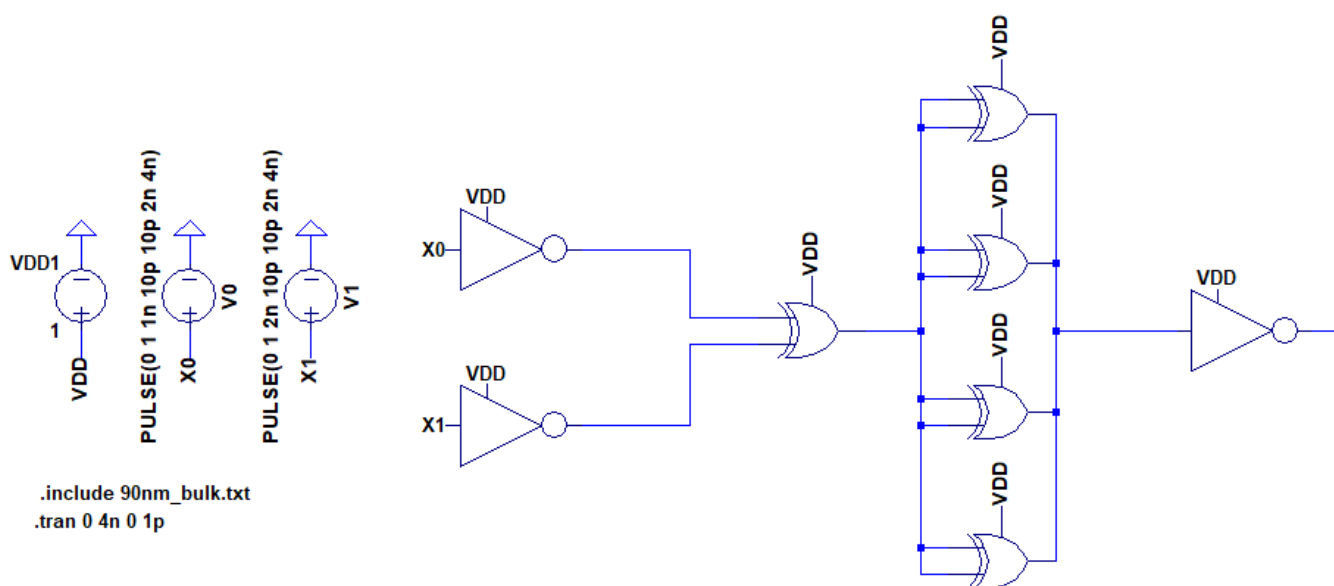 VDD1
1
VDD
PULSE(0 1 1n 10p 10p 2n 4n)
V0
X0
PULSE(0 1 2n 10p 10p 2n 4n)
V1
X1
.include 90nm_bulk.txt
.tran 0 4n 0 1p
VDD
X0
VDD
X1
VDD
VDD
VDD
VDD
VDD
VDD